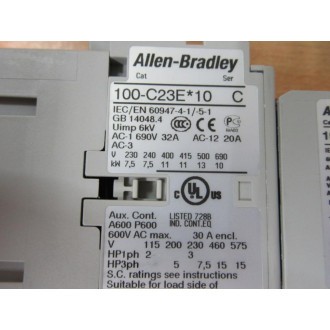 Allen-Bradley
Cat Ser
100-C23E*10 C
IEC/EN 60947-4-1/-5-1
GB 14048.4
Uimp 6kV
AC-1 690V 32A AC-12 20A
AC-3
V 230 240 400 415 500 690
kW 7,5 7,5 11 11 13 10
Aux. Cont. LISTED 728B
A600 P600 IND. CONT.EQ
600V AC max. 30 A encl.
V 115 200 230 460 575
HP1ph 2 3
HP3ph 5 7,5 15 15
S.C. ratings see instructions
Suitable for load side of